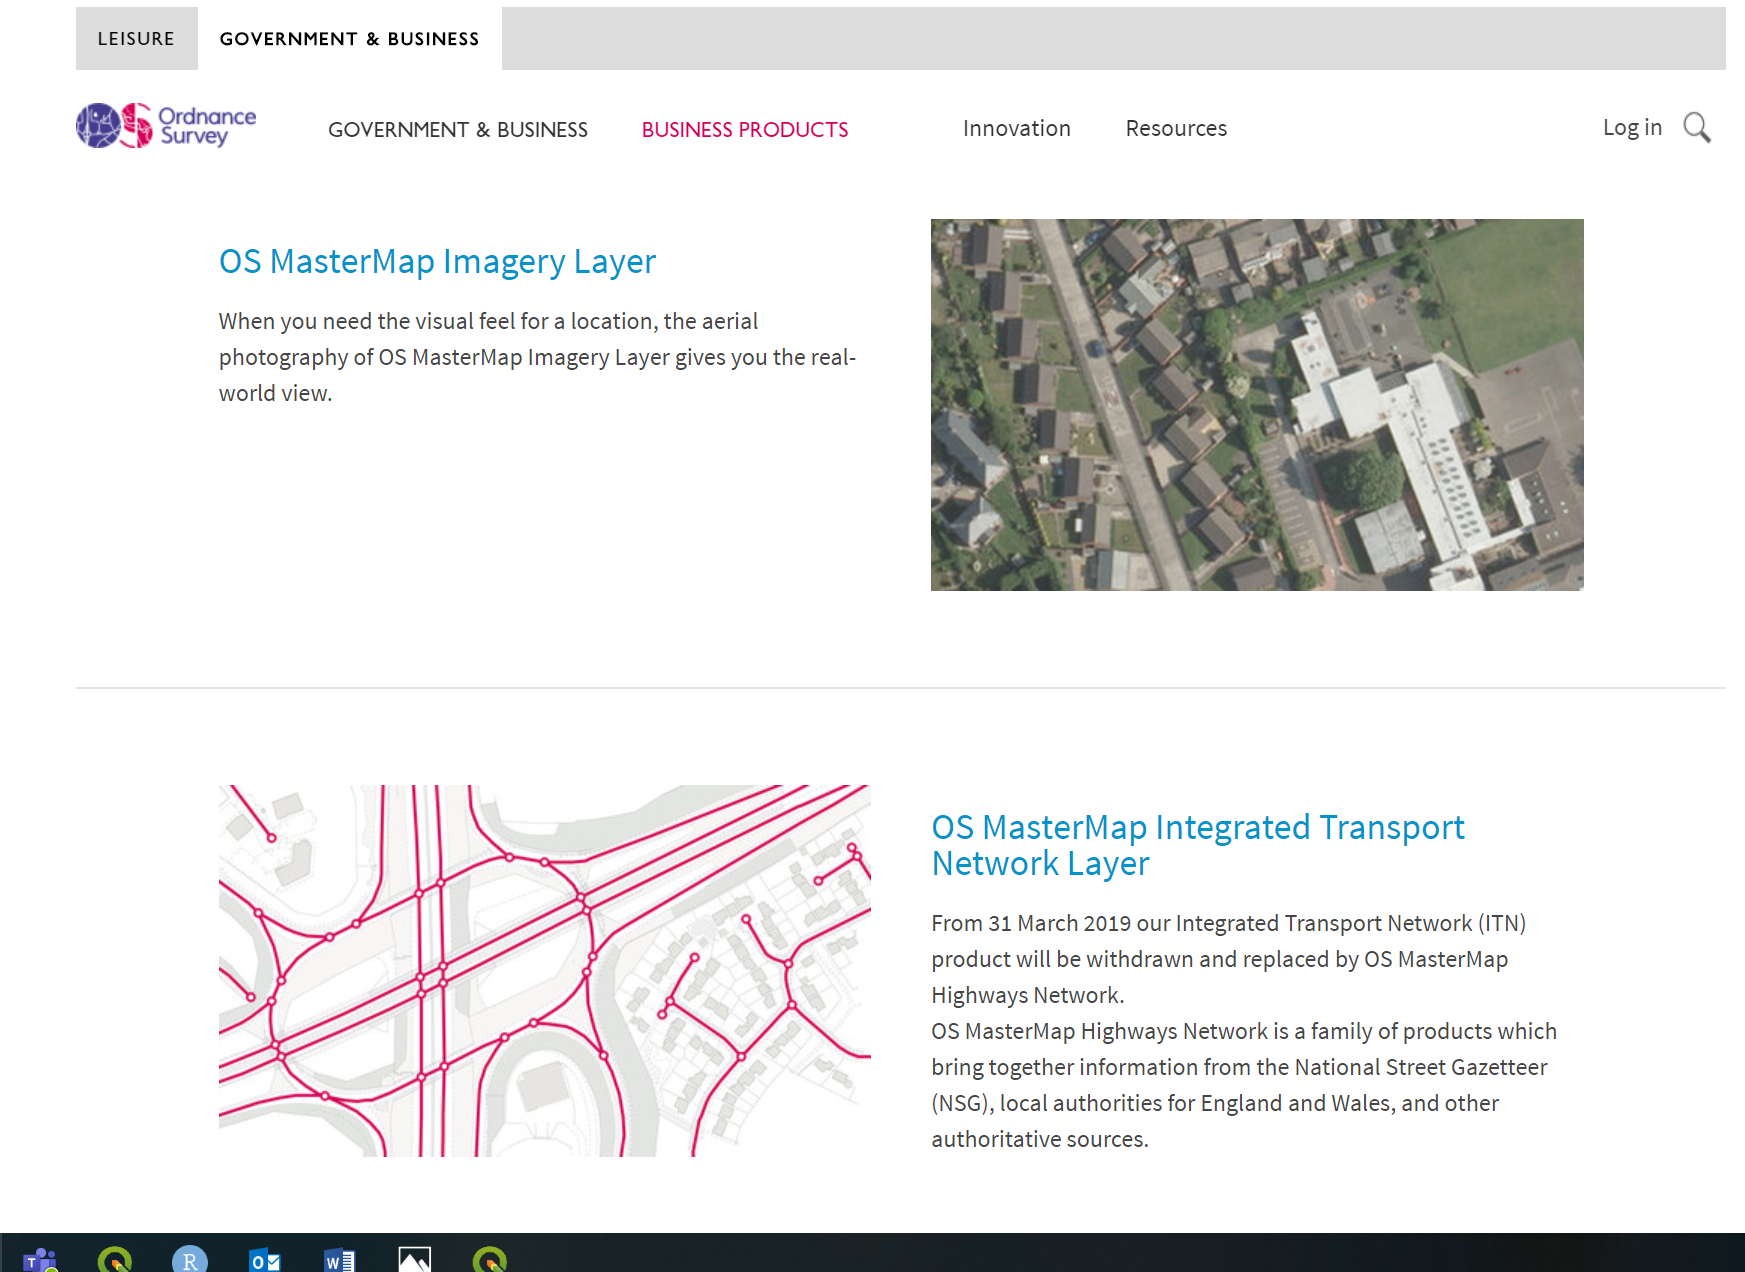 LEISURE GOVERNMENT & BUSINESS
Ordnance
Survey
GOVERNMENT & BUSINESS BUSINESS PRODUCTS Innovation Resources Log in
OS MasterMap Imagery Layer
When you need the visual feel for a location, the aerial
photography of OS MasterMap Imagery Layer gives you the real-
world view.
OS MasterMap Integrated Transport
Network Layer
From 31 March 2019 our Integrated Transport Network (ITN)
product will be withdrawn and replaced by OS MasterMap
Highways Network.
OS MasterMap Highways Network is a family of products which
bring together information from the National Street Gazetteer
(NSG), local authorities for England and Wales, and other
authoritative sources.
T R O W